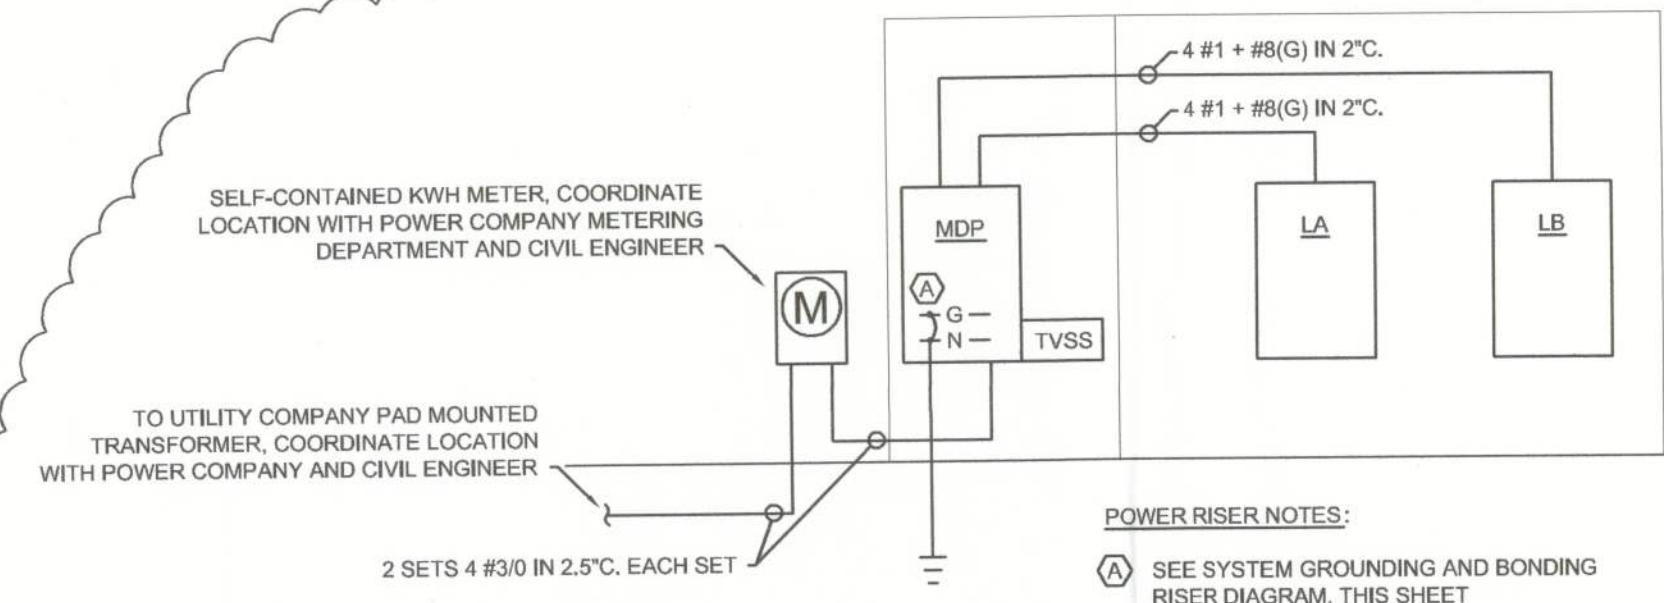 4 #1 + #8(G) IN 2"C.
4 #1 + #8(G) IN 2"C.
SELF-CONTAINED KWH METER, COORDINATE
LOCATION WITH POWER COMPANY METERING
DEPARTMENT AND CIVIL ENGINEER
M
MDP
A
G
N
TVSS
LA
LB
TO UTILITY COMPANY PAD MOUNTED
TRANSFORMER, COORDINATE LOCATION
WITH POWER COMPANY AND CIVIL ENGINEER
2 SETS 4 #3/0 IN 2.5"C. EACH SET
POWER RISER NOTES:
A SEE SYSTEM GROUNDING AND BONDING
RISER DIAGRAM, THIS SHEET